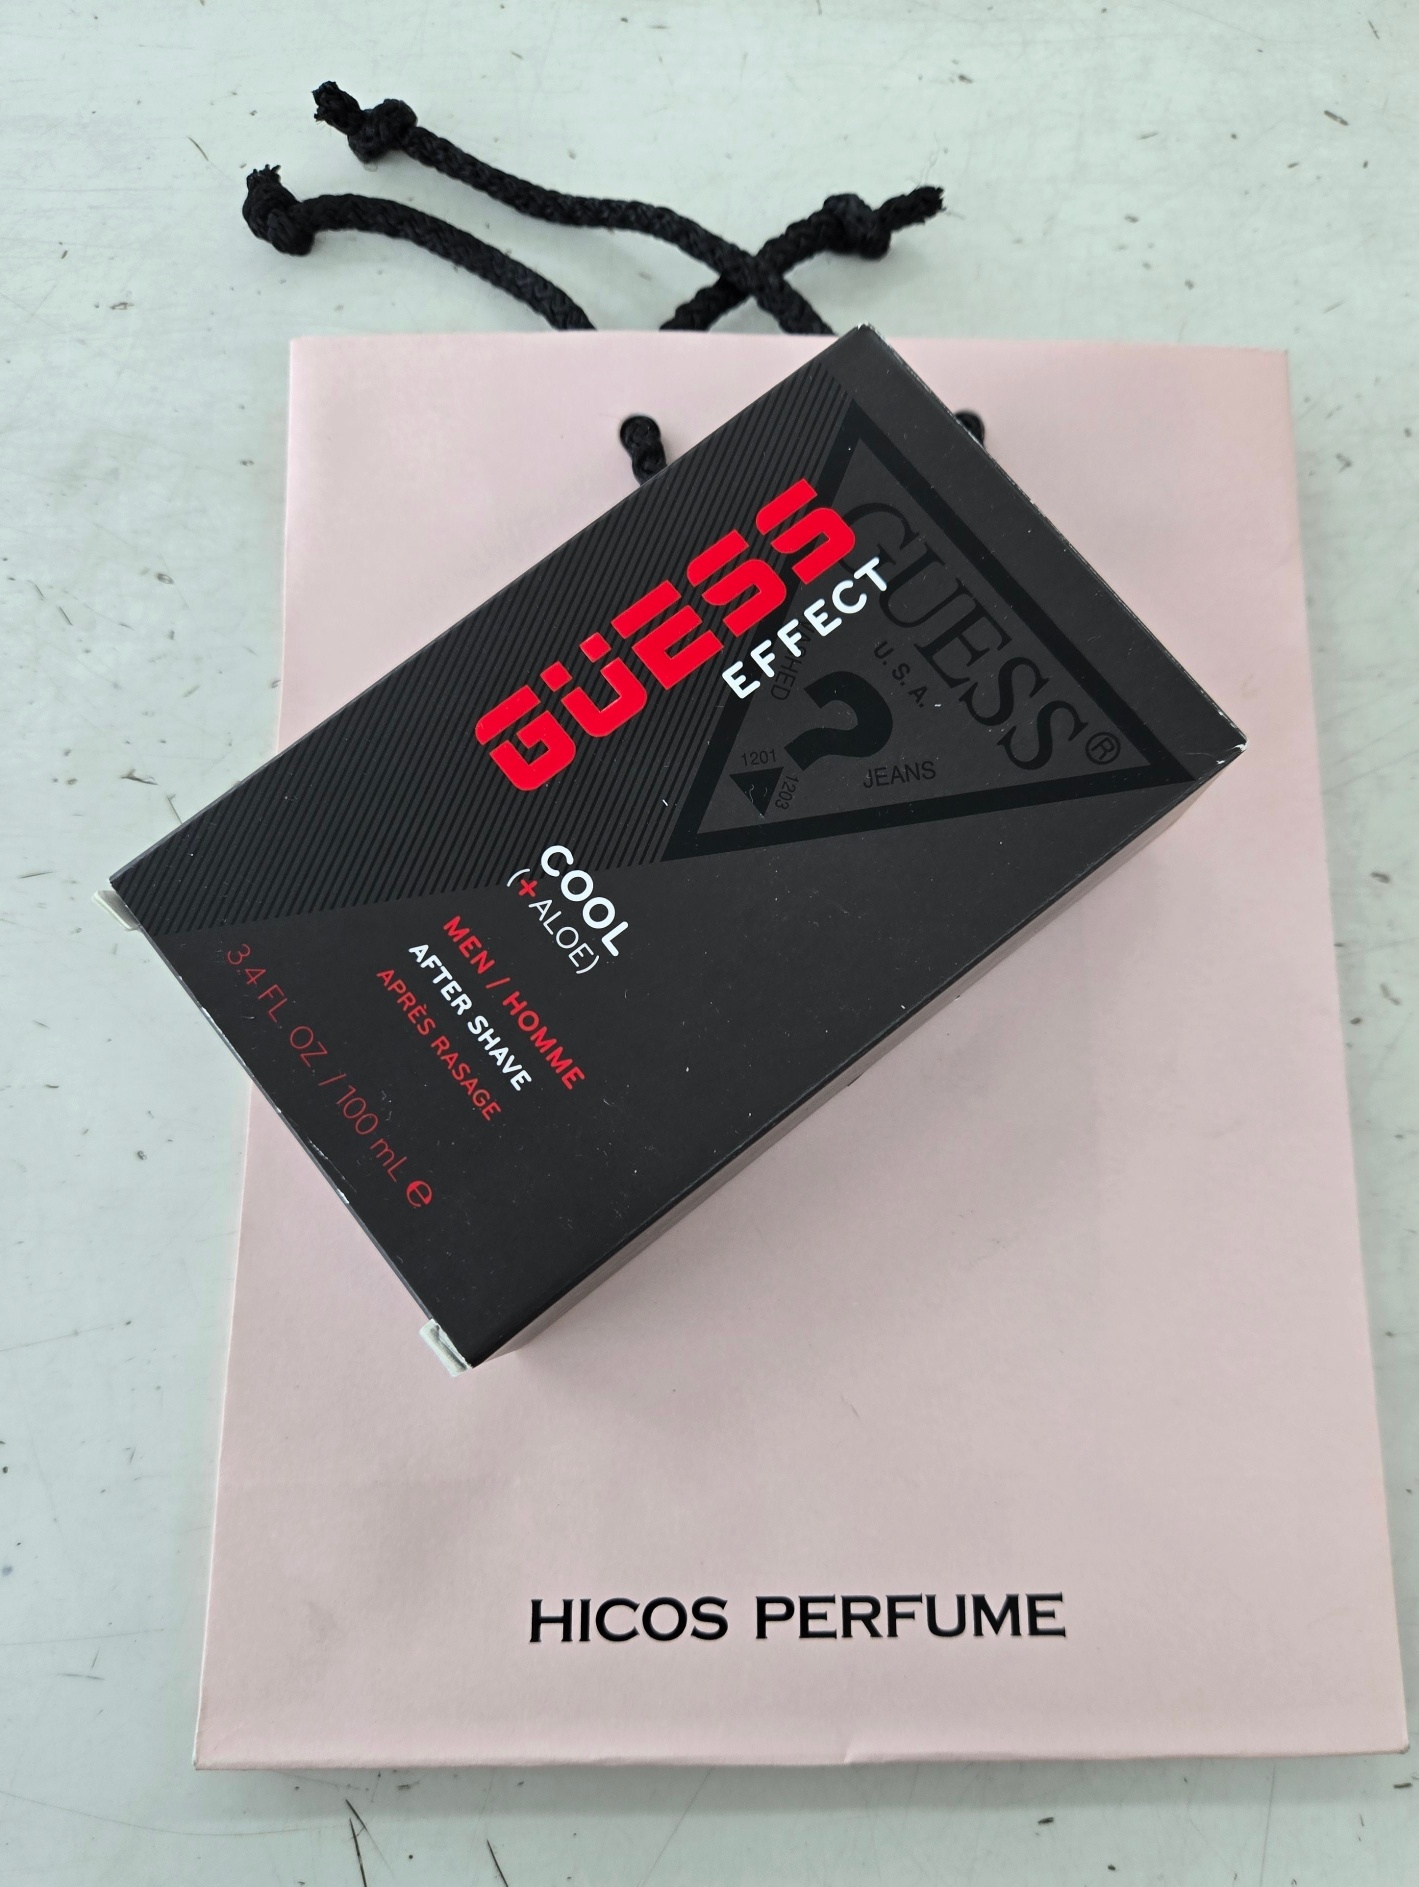 GUESS
U.S.A.
?
JEANS
1201
1203
GÜESS
EFFECT
COOL
(+ALOE)
MEN / HOMME
AFTER SHAVE
APRÈS RASAGE
3.4 FL OZ / 100 mL ℮
HICOS PERFUME